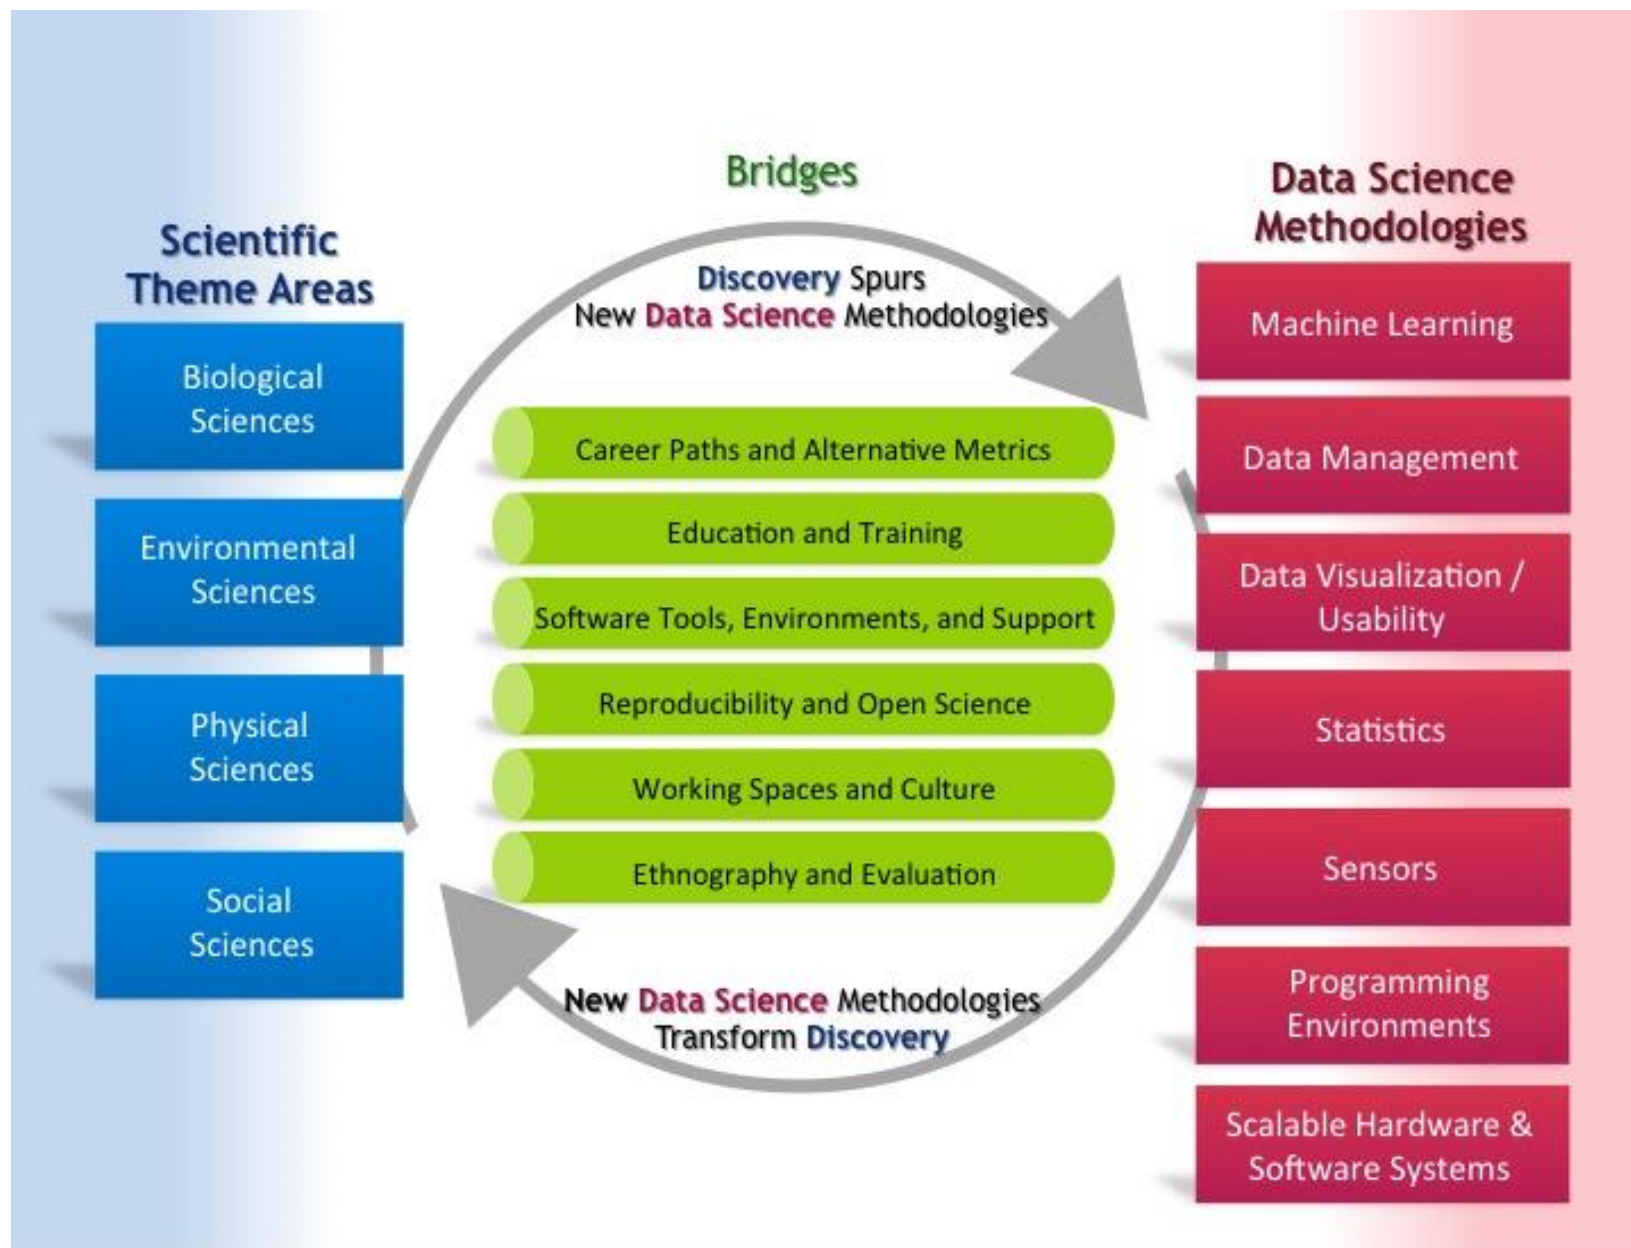 Scientific
Theme Areas
Biological
Sciences
Environmental
Sciences
Physical
Sciences
Social
Sciences
Bridges
Discovery Spurs
New Data Science Methodologies
Career Paths and Alternative Metrics
Education and Training
Software Tools, Environments, and Support
Reproducibility and Open Science
Working Spaces and Culture
Ethnography and Evaluation
New Data Science Methodologies
Transform Discovery
Data Science
Methodologies
Machine Learning
Data Management
Data Visualization /
Usability
Statistics
Sensors
Programming
Environments
Scalable Hardware &
Software Systems